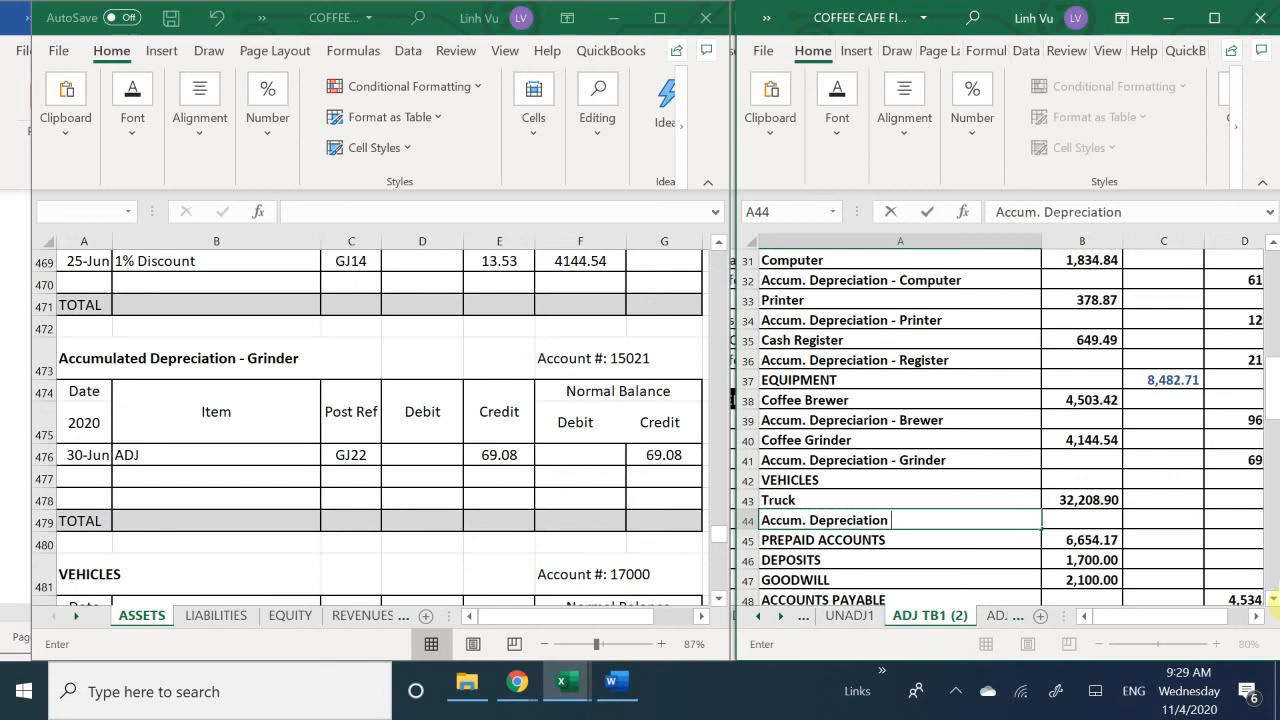 AutoSave Off » COFFEE... Linh Vu LV
Fil File Home Insert Draw Page Layout Formulas Data Review View Help QuickBooks
Clipboard Font Alignment Number Conditional Formatting Format as Table Cell Styles Styles Cells Editing Idea Idea
fx
A B C D E F G
469 25-Jun 1% Discount GJ14 13.53 4144.54
470
471 TOTAL
472
473 Accumulated Depreciation - Grinder Account #: 15021
474 Date Item Post Ref Debit Credit Normal Balance
475 2020 Debit Credit
476 30-Jun ADJ GJ22 69.08 69.08
477
478
479 TOTAL
480
481 VEHICLES Account #: 17000
ASSETS LIABILITIES EQUITY REVENUES ...
Pag Enter 87%
» COFFEE CAFE FI... Linh Vu LV
File Home Insert Draw Page La Formul Data Review View Help QuickB
Clipboard Font Alignment Number Conditional Formatting Format as Table Cell Styles Styles
A44 fx Accum. Depreciation
A B C D
31 Computer 1,834.84
32 Accum. Depreciation - Computer 61
33 Printer 378.87
34 Accum. Depreciation - Printer 12
35 Cash Register 649.49
36 Accum. Depreciation - Register 21
37 EQUIPMENT 8,482.71
38 Coffee Brewer 4,503.42
39 Accum. Deprecirarion - Brewer 96
40 Coffee Grinder 4,144.54
41 Accum. Depreciation - Grinder 69
42 VEHICLES
43 Truck 32,208.90
44 Accum. Depreciation
45 PREPAID ACCOUNTS 6,654.17
46 DEPOSITS 1,700.00
47 GOODWILL 2,100.00
48 ACCOUNTS PAYABLE 4,534
... UNADJ1 ADJ TB1 (2) ADJ ...
Enter 80%
Type here to search Links » ENG 9:29 AM
Wednesday
11/4/2020
6